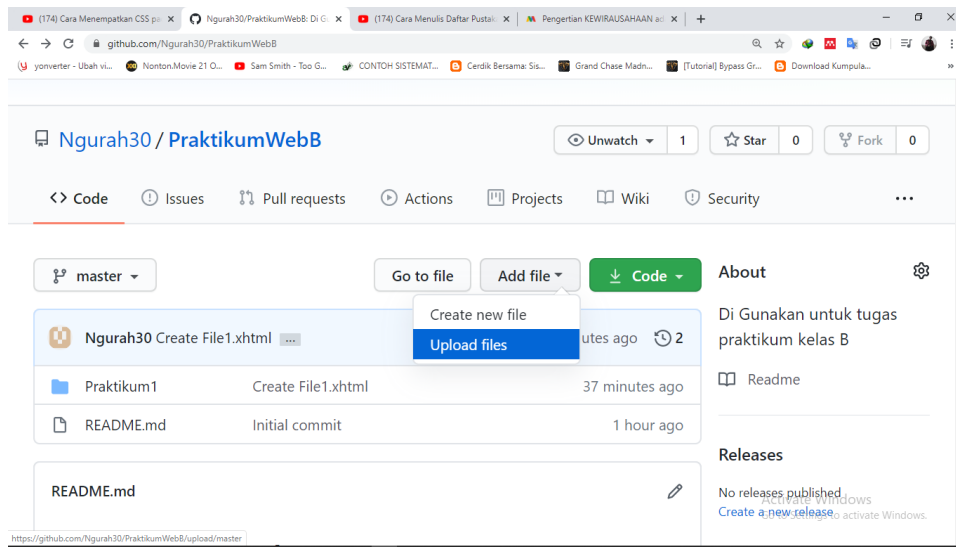 (174) Cara Menempatkan CSS pa
Ngurah30/PraktikumWebB: Di Gu
(174) Cara Menulis Daftar Pustak
Pengertian KEWIRAUSAHAAN ad
github.com/Ngurah30/PraktikumWebB
yonverter - Ubah vi...
Nonton.Movie 21 O...
Sam Smith - Too G...
CONTOH SISTEMAT...
Cerdik Bersama: Sis...
Grand Chase Madn...
[Tutorial] Bypass Gr...
Download Kumpula...
Ngurah30 / PraktikumWebB
Unwatch 1
Star 0
Fork 0
Code
Issues
Pull requests
Actions
Projects
Wiki
Security
master
Go to file
Add file
Code
Create new file
Upload files
Ngurah30 Create File1.xhtml ...
utes ago
2
Praktikum1 Create File1.xhtml 37 minutes ago
README.md Initial commit 1 hour ago
README.md
About
Di Gunakan untuk tugas
praktikum kelas B
Readme
Releases
No releases published
Create a new release
Activate Windows
Go to Settings to activate Windows.
https://github.com/Ngurah30/PraktikumWebB/upload/master